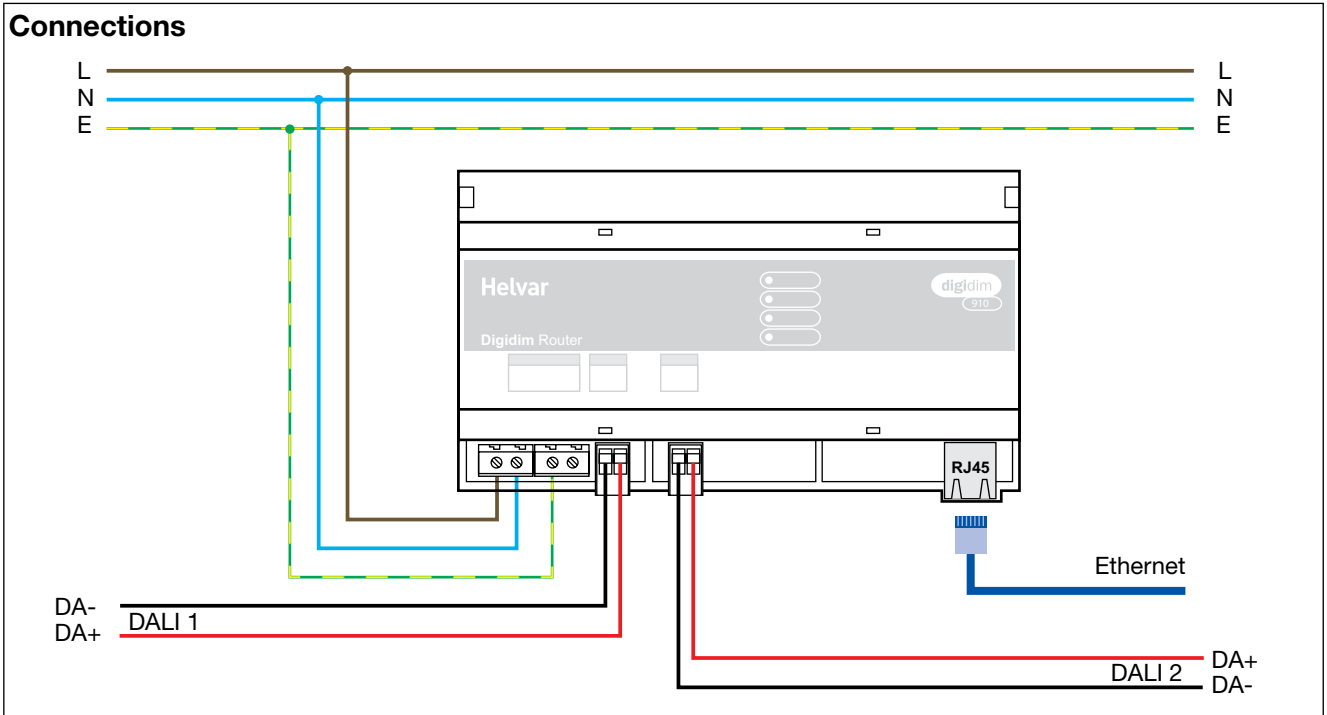 Connections
L
L
N
N
E
E
Helvar
digidim
910
Digidim Router
RJ45
Ethernet
DA-
DALI 1
DA+
DA+
DALI 2
DA-